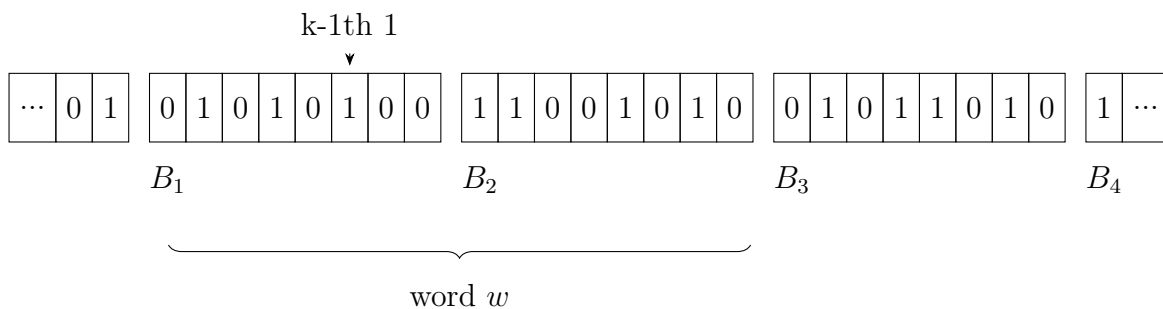 k-1th 1
... 0 1 0 1 0 1 0 1 0 0 1 1 0 0 1 0 1 0 0 1 0 1 1 0 1 0 1 ...
B₁ B₂ B₃ B₄
word w